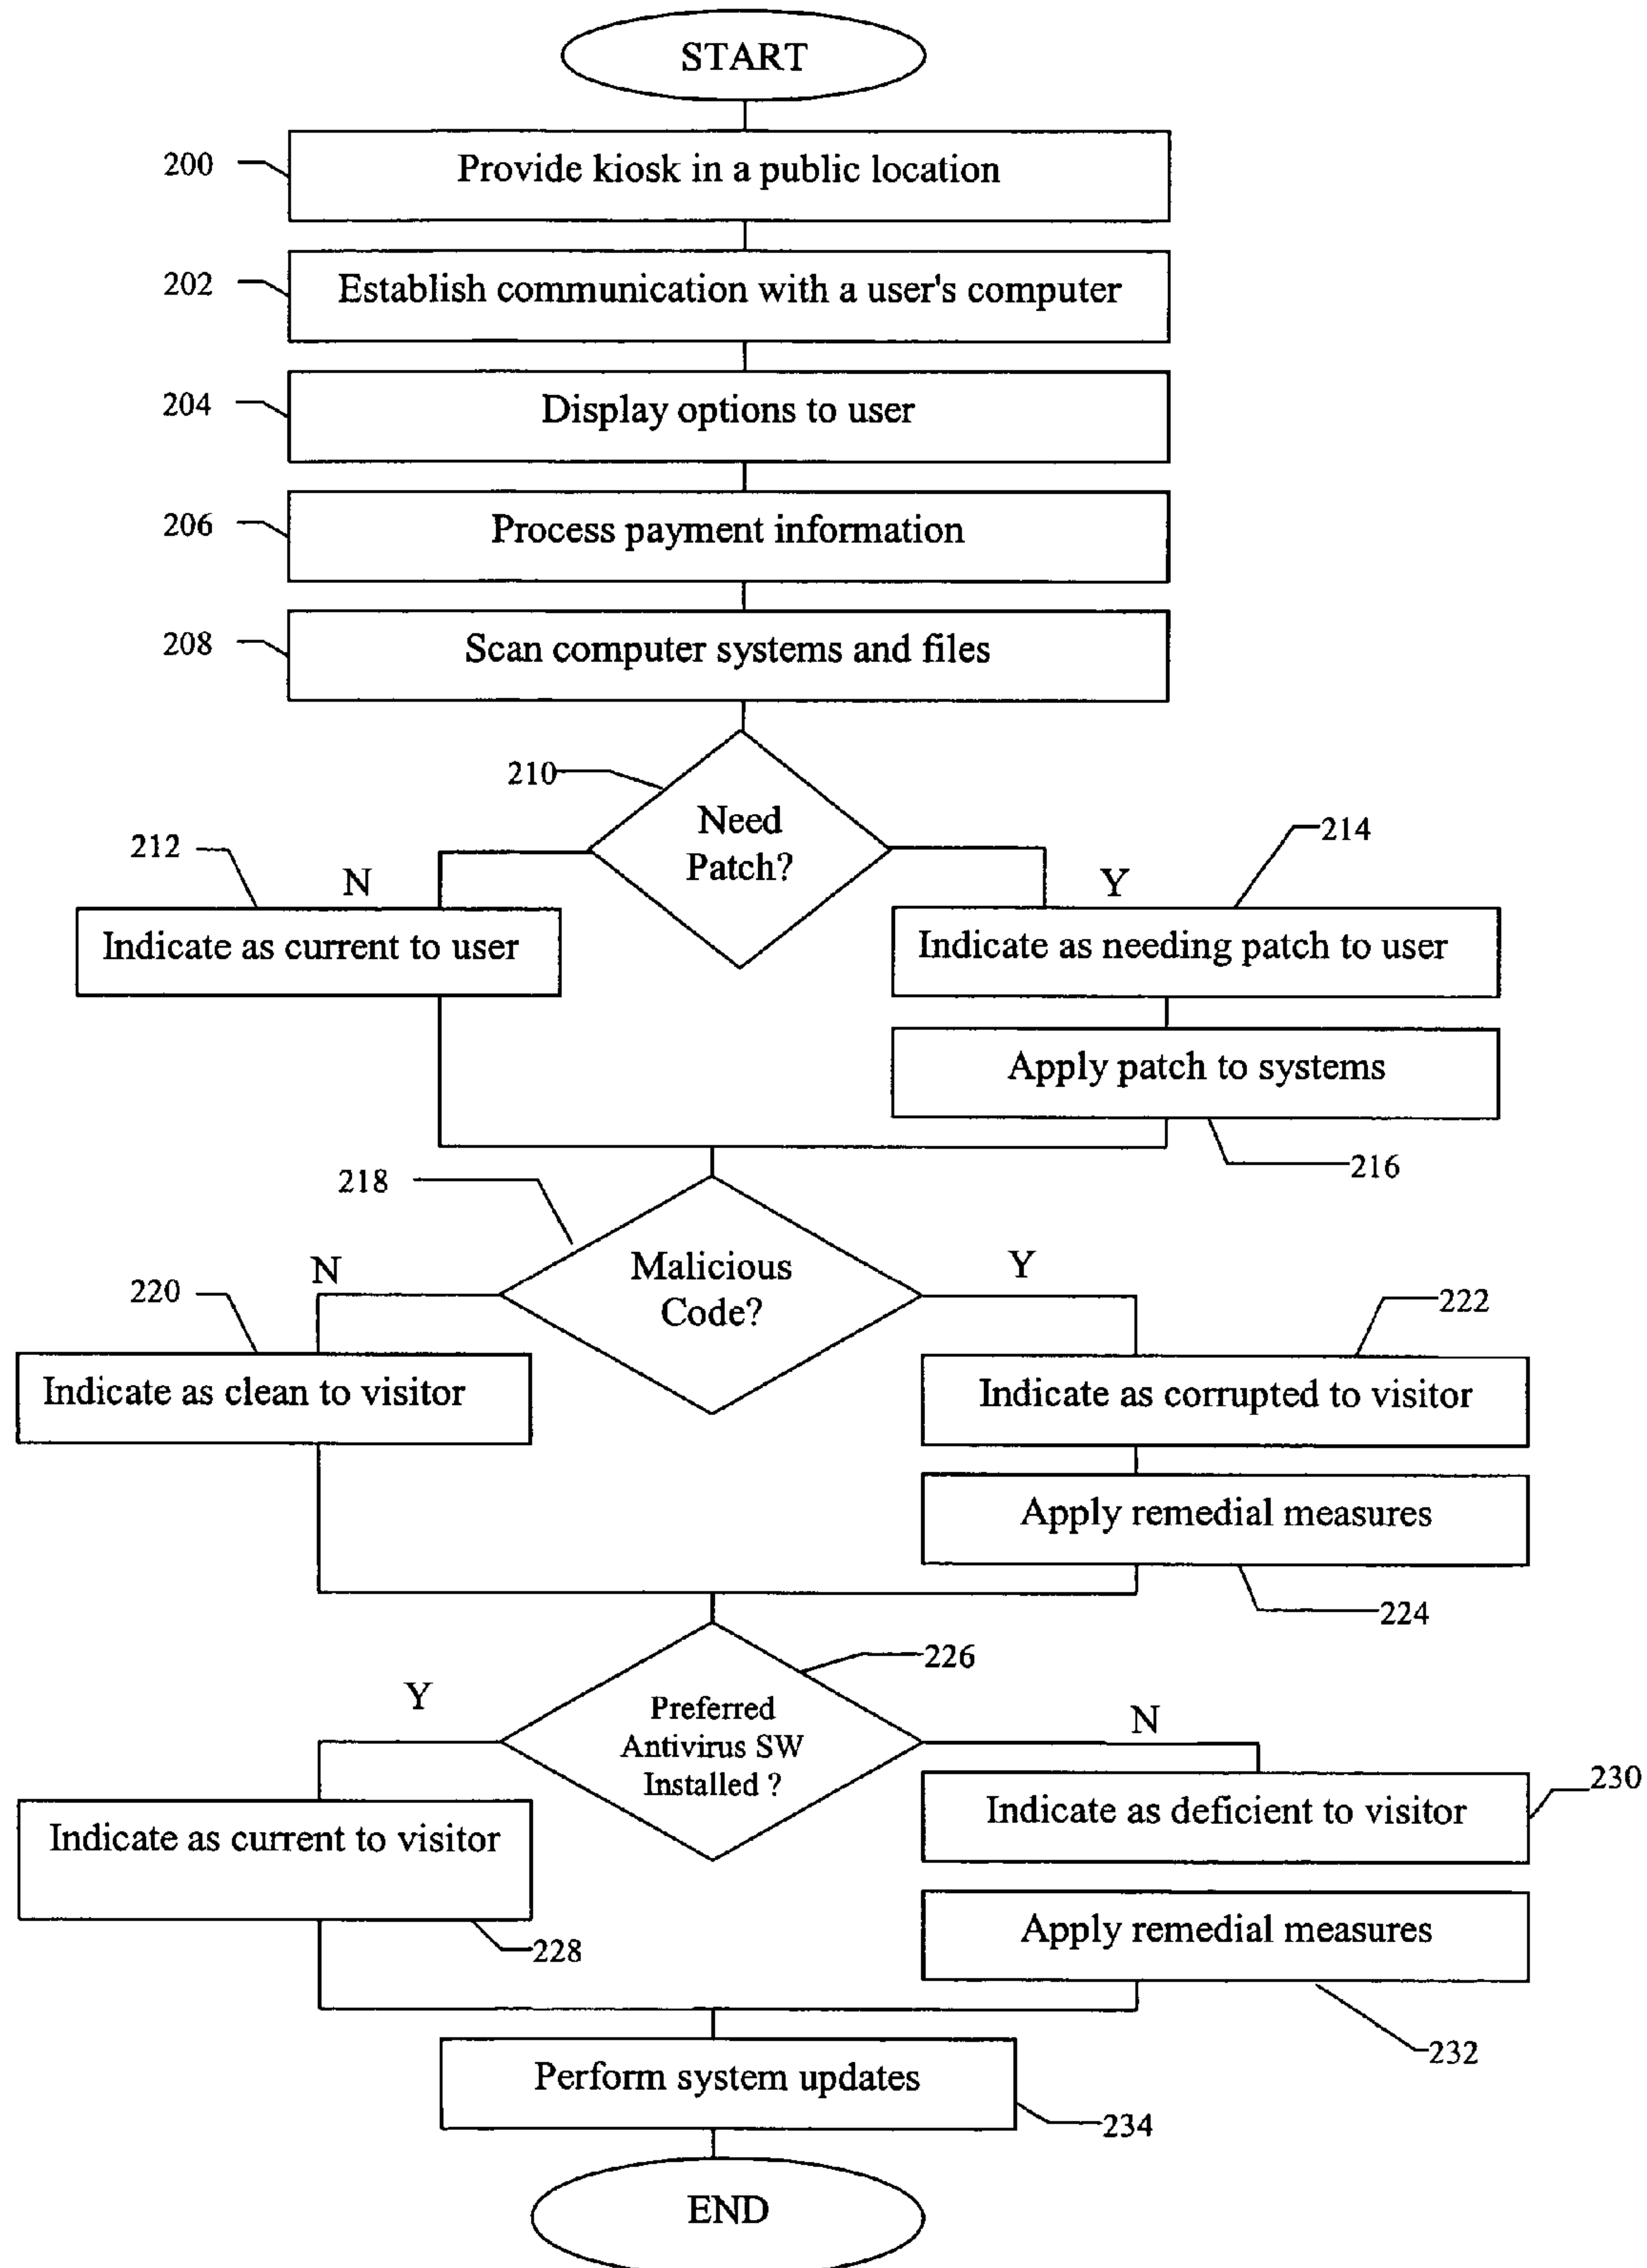 START
200
Provide kiosk in a public location
202
Establish communication with a user's computer
204
Display options to user
206
Process payment information
208
Scan computer systems and files
210
Need
Patch?
212
N
Y
214
Indicate as current to user
Indicate as needing patch to user
Apply patch to systems
216
218
Malicious
Code?
N
Y
220
222
Indicate as clean to visitor
Indicate as corrupted to visitor
Apply remedial measures
224
226
Preferred
Antivirus SW
Installed ?
Y
N
230
Indicate as current to visitor
Indicate as deficient to visitor
228
Apply remedial measures
232
Perform system updates
234
END